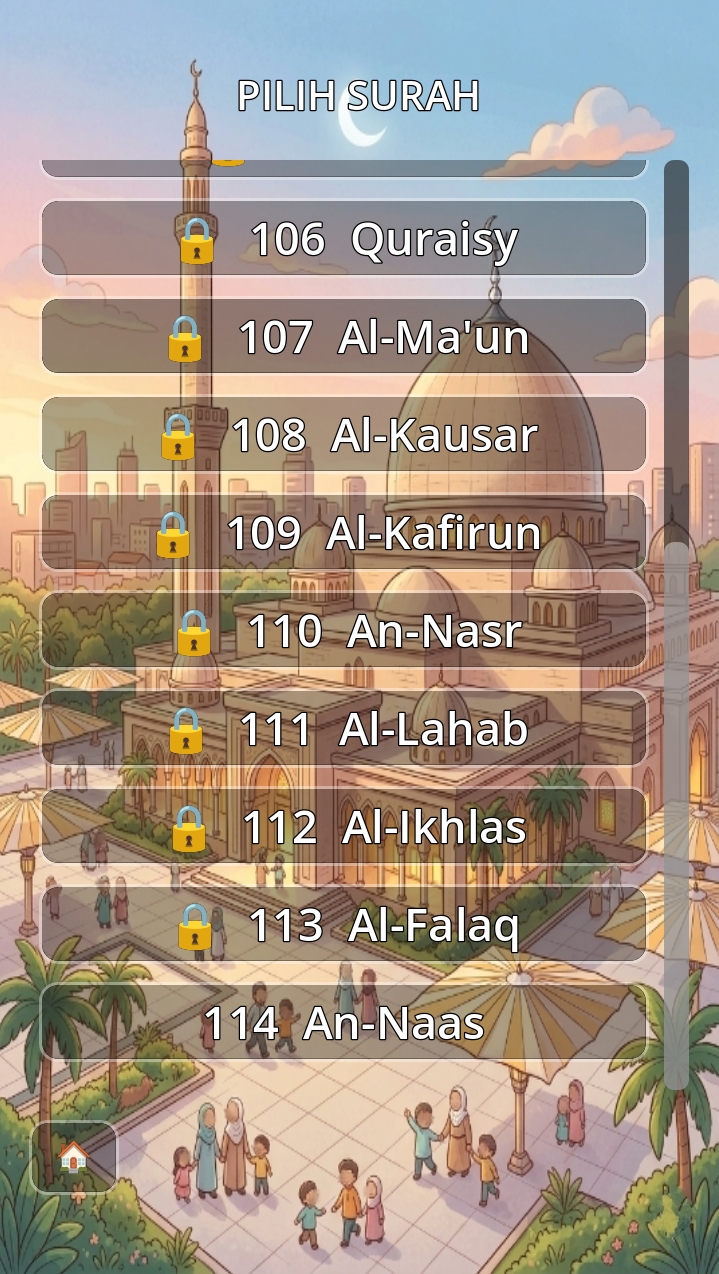 PILIH SURAH
106 Quraisy
107 Al-Ma'un
108 Al-Kausar
109 Al-Kafirun
110 An-Nasr
111 Al-Lahab
112 Al-Ikhlas
113 Al-Falaq
114 An-Naas